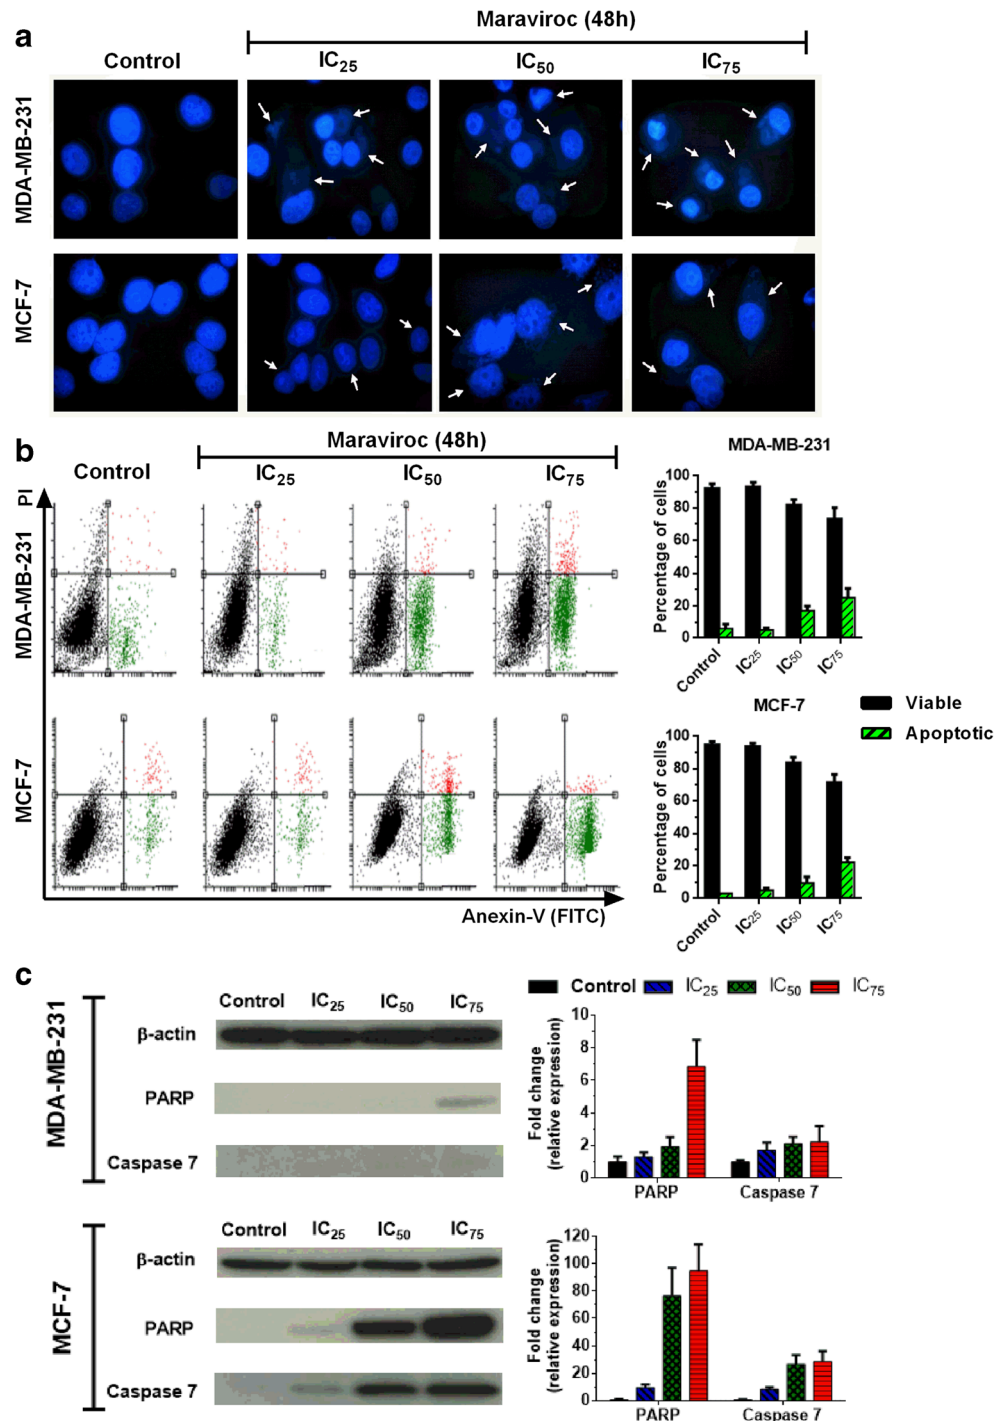 a
Maraviroc (48h)
Control
IC25
IC50
IC75
MDA-MB-231
MCF-7
b
Maraviroc (48h)
Control
IC25
IC50
IC75
PI
MDA-MB-231
MCF-7
Anexin-V (FITC)
MDA-MB-231
Percentage of cells
100
80
60
40
20
0
Control
IC25
IC50
IC75
MCF-7
Viable
Apoptotic
Percentage of cells
100
80
60
40
20
0
Control
IC25
IC50
IC75
c
MDA-MB-231
Control IC25 IC50 IC75
β-actin
PARP
Caspase 7
Control IC25 IC50 IC75
Fold change
(relative expression)
10
8
6
4
2
0
PARP Caspase 7
MCF-7
Control IC25 IC50 IC75
β-actin
PARP
Caspase 7
Fold change
(relative expression)
120
100
80
60
40
20
0
PARP Caspase 7